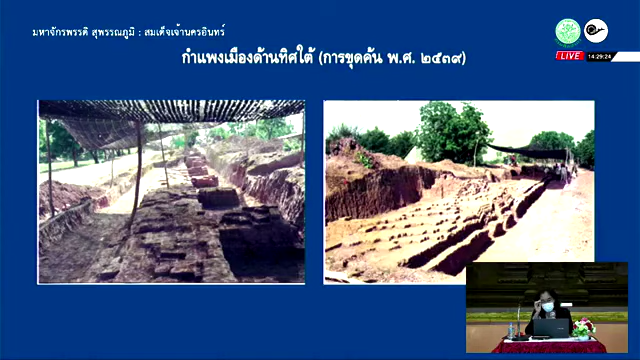 มหาจักรพรรดิ สุพรรณภูมิ : สมเด็จเจ้านครอินทร์
กำแพงเมืองด้านทิศใต้ (การขุดค้น พ.ศ. ๒๕๓๙)
LIVE 14:29:24